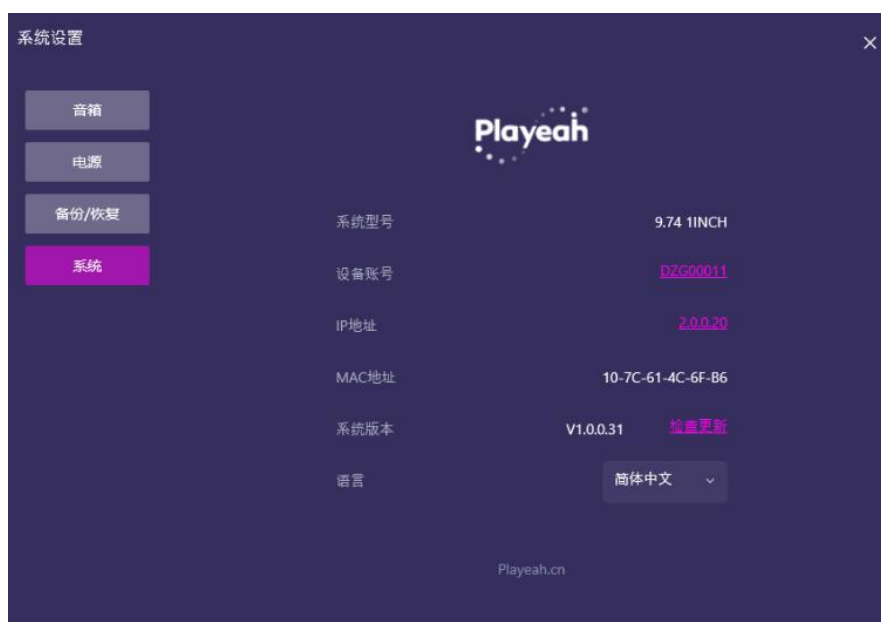 系统设置
×
音箱
电源
备份/恢复
系统
Playeah
系统型号 9.74 1INCH
设备账号 DZG00011
IP地址 2.0.0.20
MAC地址 10-7C-61-4C-6F-B6
系统版本 V1.0.0.31 检查更新
语言 简体中文
Playeah.cn